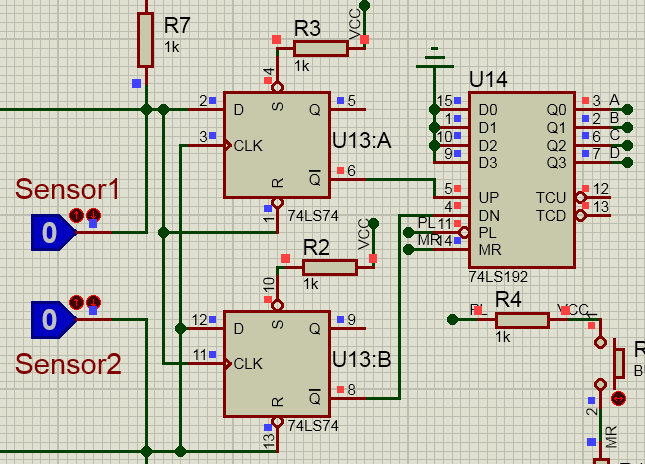 R7
1k
R3
1k
VCC
4
2
D
S
Q
5
3
CLK
R
Q
6
1
U13:A
74LS74
U14
15
D0
Q0
3
A
1
D1
Q1
2
B
10
D2
Q2
6
C
9
D3
Q3
7
D
5
UP
TCU
12
4
DN
TCD
13
PL
11
PL
MR
14
MR
74LS192
Sensor1
0
0
Sensor2
R2
1k
VCC
10
12
D
S
Q
9
11
CLK
R
Q
8
13
U13:B
74LS74
PL
R4
1k
VCC
1
R
B
2
MR